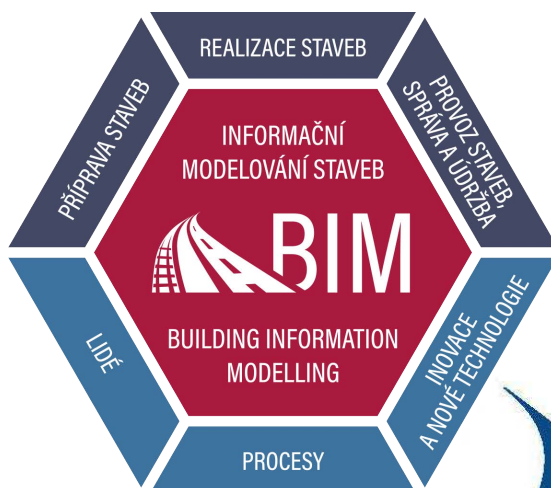 REALIZACE STAVEB
PŘÍPRAVA STAVEB
PROVOZ STAVEB,
SPRÁVA A ÚDRŽBA
INFORMAČNÍ
MODELOVÁNÍ STAVEB
BIM
BUILDING INFORMATION
MODELLING
LIDÉ
INOVACE
A NOVÉ TECHNOLOGIE
PROCESY